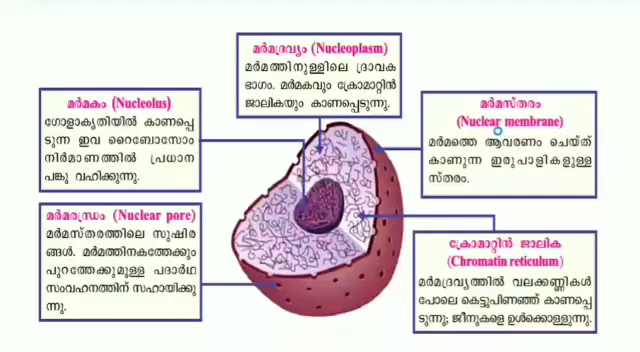 മർമദ്രവ്യം (Nucleoplasm)
മർമത്തിനുള്ളിലെ ദ്രാവക
ഭാഗം. മർമകവും ക്രോമാറ്റിൻ
ജാലികയും കാണപ്പെടുന്നു.
മർമകം (Nucleolus)
ഗോളാകൃതിയിൽ കാണപ്പെ
ടുന്ന ഇവ റൈബോസോം
നിർമാണത്തിൽ പ്രധാന
പങ്കു വഹിക്കുന്നു.
മർമസ്തരം
(Nuclear membrane)
മർമത്തെ ആവരണം ചെയ്ത്
കാണുന്ന ഇരുപാളികളുള്ള
സ്തരം.
മർമരന്ധ്രം (Nuclear pore)
മർമസ്തരത്തിലെ സുഷിര
ങ്ങൾ. മർമത്തിനകത്തേക്കും
പുറത്തേക്കുമുള്ള പദാർഥ
സംവഹനത്തിന് സഹായിക്കു
ന്നു.
ക്രോമാറ്റിൻ ജാലിക
(Chromatin reticulum)
മർമദ്രവ്യത്തിൽ വലക്കണ്ണികൾ
പോലെ കെട്ടുപിണഞ്ഞ് കാണപ്പെ
ടുന്നു; ജീനുകളെ ഉൾക്കൊള്ളുന്നു.